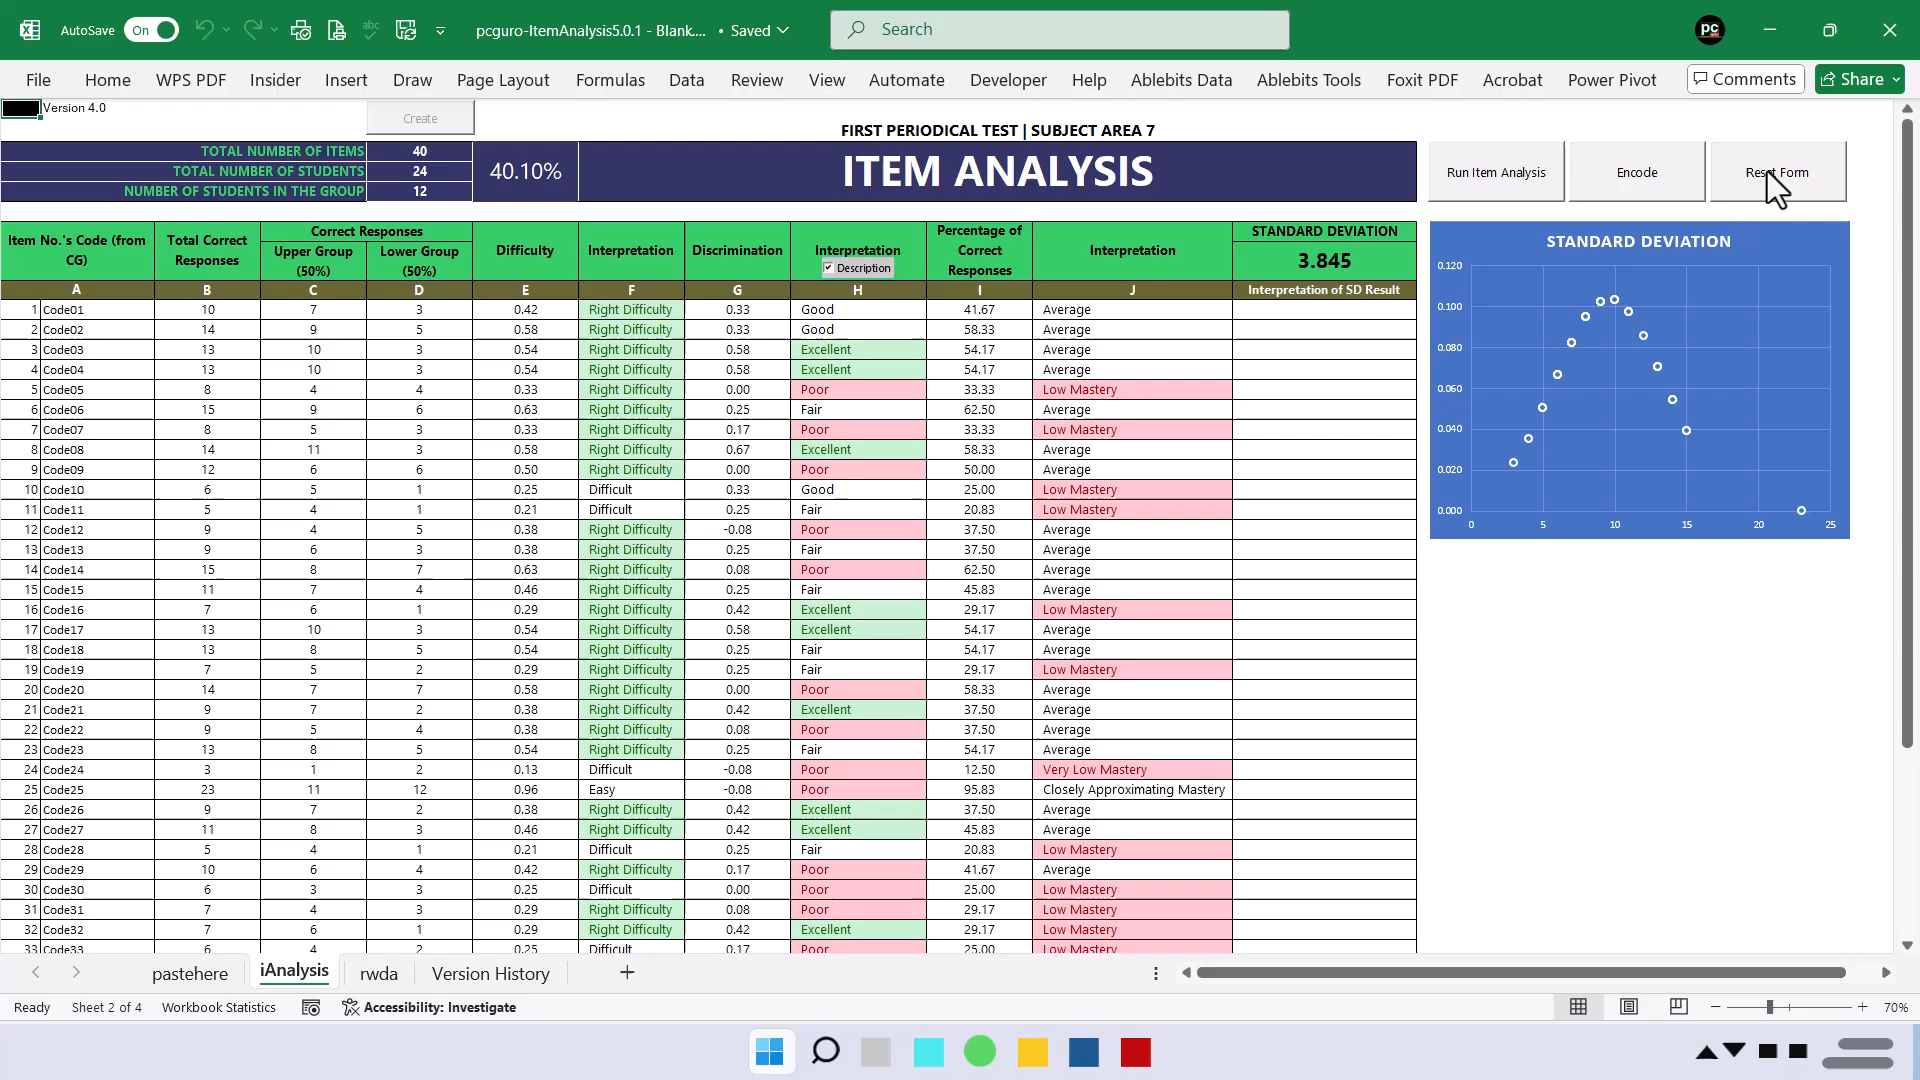 AutoSave On pcguro-ItemAnalysis5.0.1 - Blank.... • Saved Search pc
File Home WPS PDF Insider Insert Draw Page Layout Formulas Data Review View Automate Developer Help Ablebits Data Ablebits Tools Foxit PDF Acrobat Power Pivot Comments Share
Version 4.0 Create
FIRST PERIODICAL TEST | SUBJECT AREA 7
TOTAL NUMBER OF ITEMS 40
TOTAL NUMBER OF STUDENTS 24
NUMBER OF STUDENTS IN THE GROUP 12
40.10%
ITEM ANALYSIS
Run Item Analysis Encode Reset Form
Item No.'s Code (from CG) Total Correct Responses Correct Responses Upper Group (50%) Lower Group (50%) Difficulty Interpretation Discrimination Interpretation Description Percentage of Correct Responses Interpretation STANDARD DEVIATION 3.845
A B C D E F G H I J Interpretation of SD Result
1 Code01 10 7 3 0.42 Right Difficulty 0.33 Good 41.67 Average
2 Code02 14 9 5 0.58 Right Difficulty 0.33 Good 58.33 Average
3 Code03 13 10 3 0.54 Right Difficulty 0.58 Excellent 54.17 Average
4 Code04 13 10 3 0.54 Right Difficulty 0.58 Excellent 54.17 Average
5 Code05 8 4 4 0.33 Right Difficulty 0.00 Poor 33.33 Low Mastery
6 Code06 15 9 6 0.63 Right Difficulty 0.25 Fair 62.50 Average
7 Code07 8 5 3 0.33 Right Difficulty 0.17 Poor 33.33 Low Mastery
8 Code08 14 11 3 0.58 Right Difficulty 0.67 Excellent 58.33 Average
9 Code09 12 6 6 0.50 Right Difficulty 0.00 Poor 50.00 Average
10 Code10 6 5 1 0.25 Difficult 0.33 Good 25.00 Low Mastery
11 Code11 5 4 1 0.21 Difficult 0.25 Fair 20.83 Low Mastery
12 Code12 9 4 5 0.38 Right Difficulty -0.08 Poor 37.50 Average
13 Code13 9 6 3 0.38 Right Difficulty 0.25 Fair 37.50 Average
14 Code14 15 8 7 0.63 Right Difficulty 0.08 Poor 62.50 Average
15 Code15 11 7 4 0.46 Right Difficulty 0.25 Fair 45.83 Average
16 Code16 7 6 1 0.29 Right Difficulty 0.42 Excellent 29.17 Low Mastery
17 Code17 13 10 3 0.54 Right Difficulty 0.58 Excellent 54.17 Average
18 Code18 13 8 5 0.54 Right Difficulty 0.25 Fair 54.17 Average
19 Code19 7 5 2 0.29 Right Difficulty 0.25 Fair 29.17 Low Mastery
20 Code20 14 7 7 0.58 Right Difficulty 0.00 Poor 58.33 Average
21 Code21 9 7 2 0.38 Right Difficulty 0.42 Excellent 37.50 Average
22 Code22 9 5 4 0.38 Right Difficulty 0.08 Poor 37.50 Average
23 Code23 13 8 5 0.54 Right Difficulty 0.25 Fair 54.17 Average
24 Code24 3 1 2 0.13 Difficult -0.08 Poor 12.50 Very Low Mastery
25 Code25 23 11 12 0.96 Easy -0.08 Poor 95.83 Closely Approximating Mastery
26 Code26 9 7 2 0.38 Right Difficulty 0.42 Excellent 37.50 Average
27 Code27 11 8 3 0.46 Right Difficulty 0.42 Excellent 45.83 Average
28 Code28 5 4 1 0.21 Difficult 0.25 Fair 20.83 Low Mastery
29 Code29 10 6 4 0.42 Right Difficulty 0.17 Poor 41.67 Average
30 Code30 6 3 3 0.25 Difficult 0.00 Poor 25.00 Low Mastery
31 Code31 7 4 3 0.29 Right Difficulty 0.08 Poor 29.17 Low Mastery
32 Code32 7 6 1 0.29 Right Difficulty 0.42 Excellent 29.17 Low Mastery
33 Code33 6 4 2 0.25 Difficult 0.17 Poor 25.00 Low Mastery
STANDARD DEVIATION
0.120
0.100
0.080
0.060
0.040
0.020
0.000
0 5 10 15 20 25
pastehere iAnalysis rwda Version History
Ready Sheet 2 of 4 Workbook Statistics Accessibility: Investigate 70%